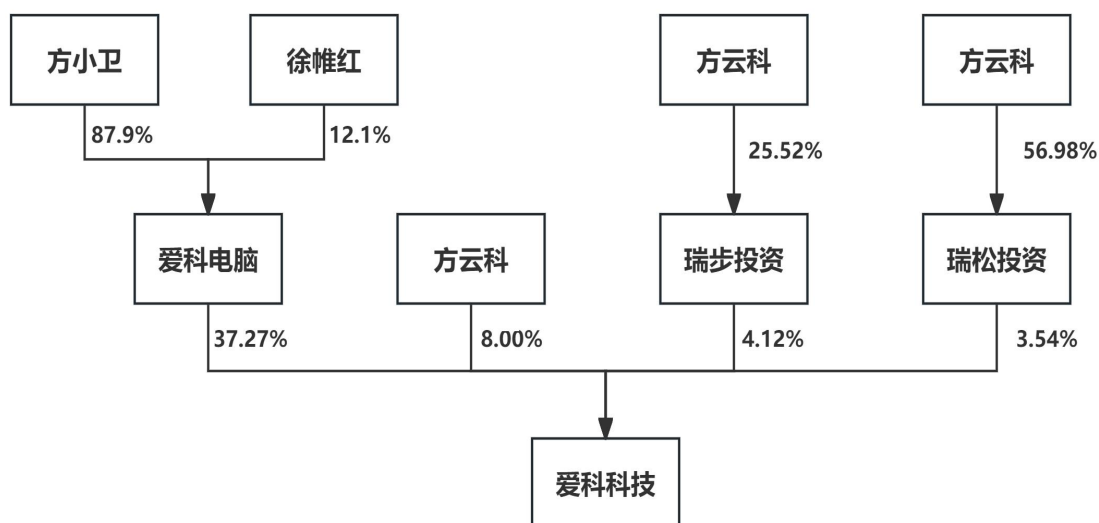 方小卫
徐帷红
方云科
方云科
87.9%
12.1%
25.52%
56.98%
爱科电脑
方云科
瑞步投资
瑞松投资
37.27%
8.00%
4.12%
3.54%
爱科科技